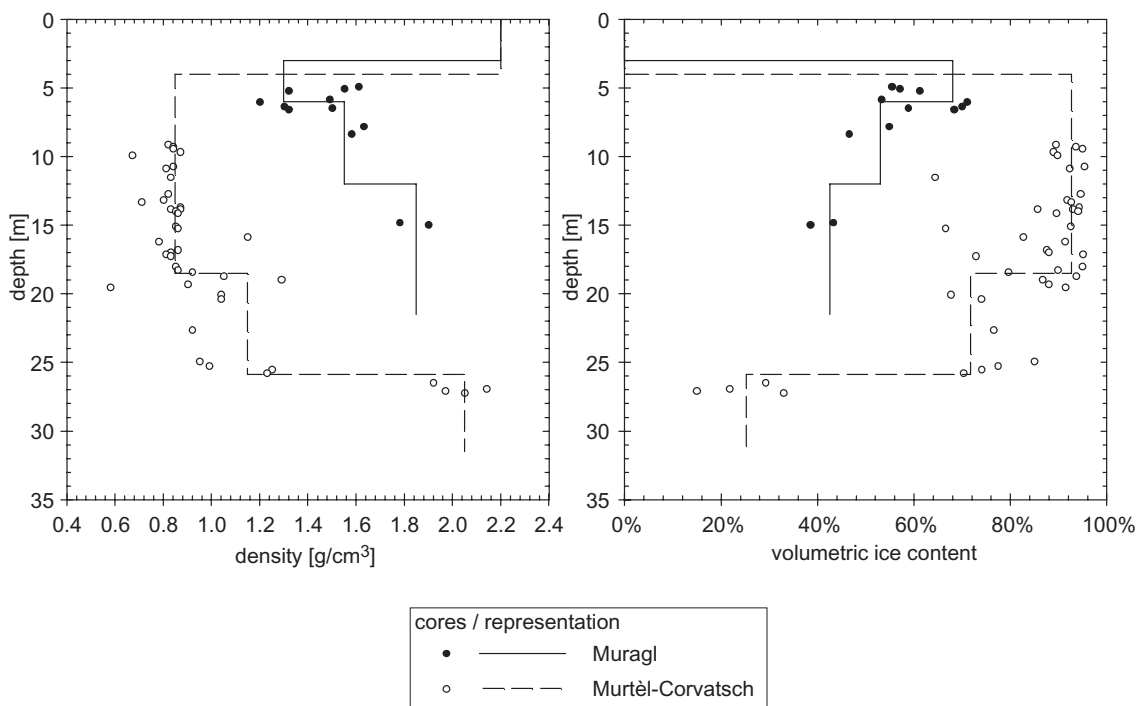 0
5
10
15
20
25
30
35
depth [m]
0.4 0.6 0.8 1.0 1.2 1.4 1.6 1.8 2.0 2.2 2.4
density [g/cm³]
0
5
10
15
20
25
30
35
depth [m]
0% 20% 40% 60% 80% 100%
volumetric ice content
cores / representation
Muragl
Murtèl-Corvatsch